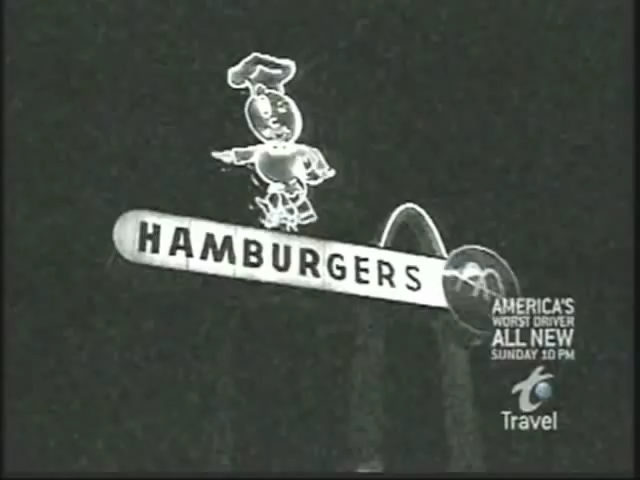 HAMBURGERS
AMERICA'S
WORST DRIVER
ALL NEW
SUNDAY 10 PM
t
Travel